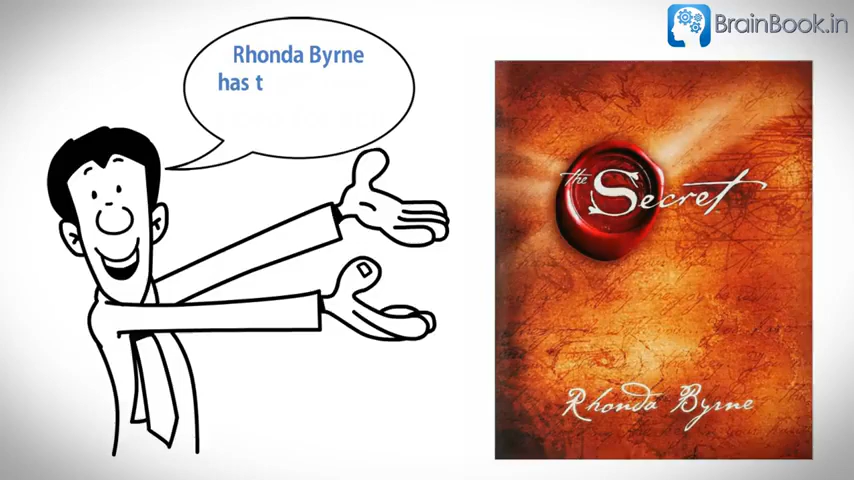 BrainBook.in
Rhonda Byrne
has t
the Secret
Rhonda Byrne